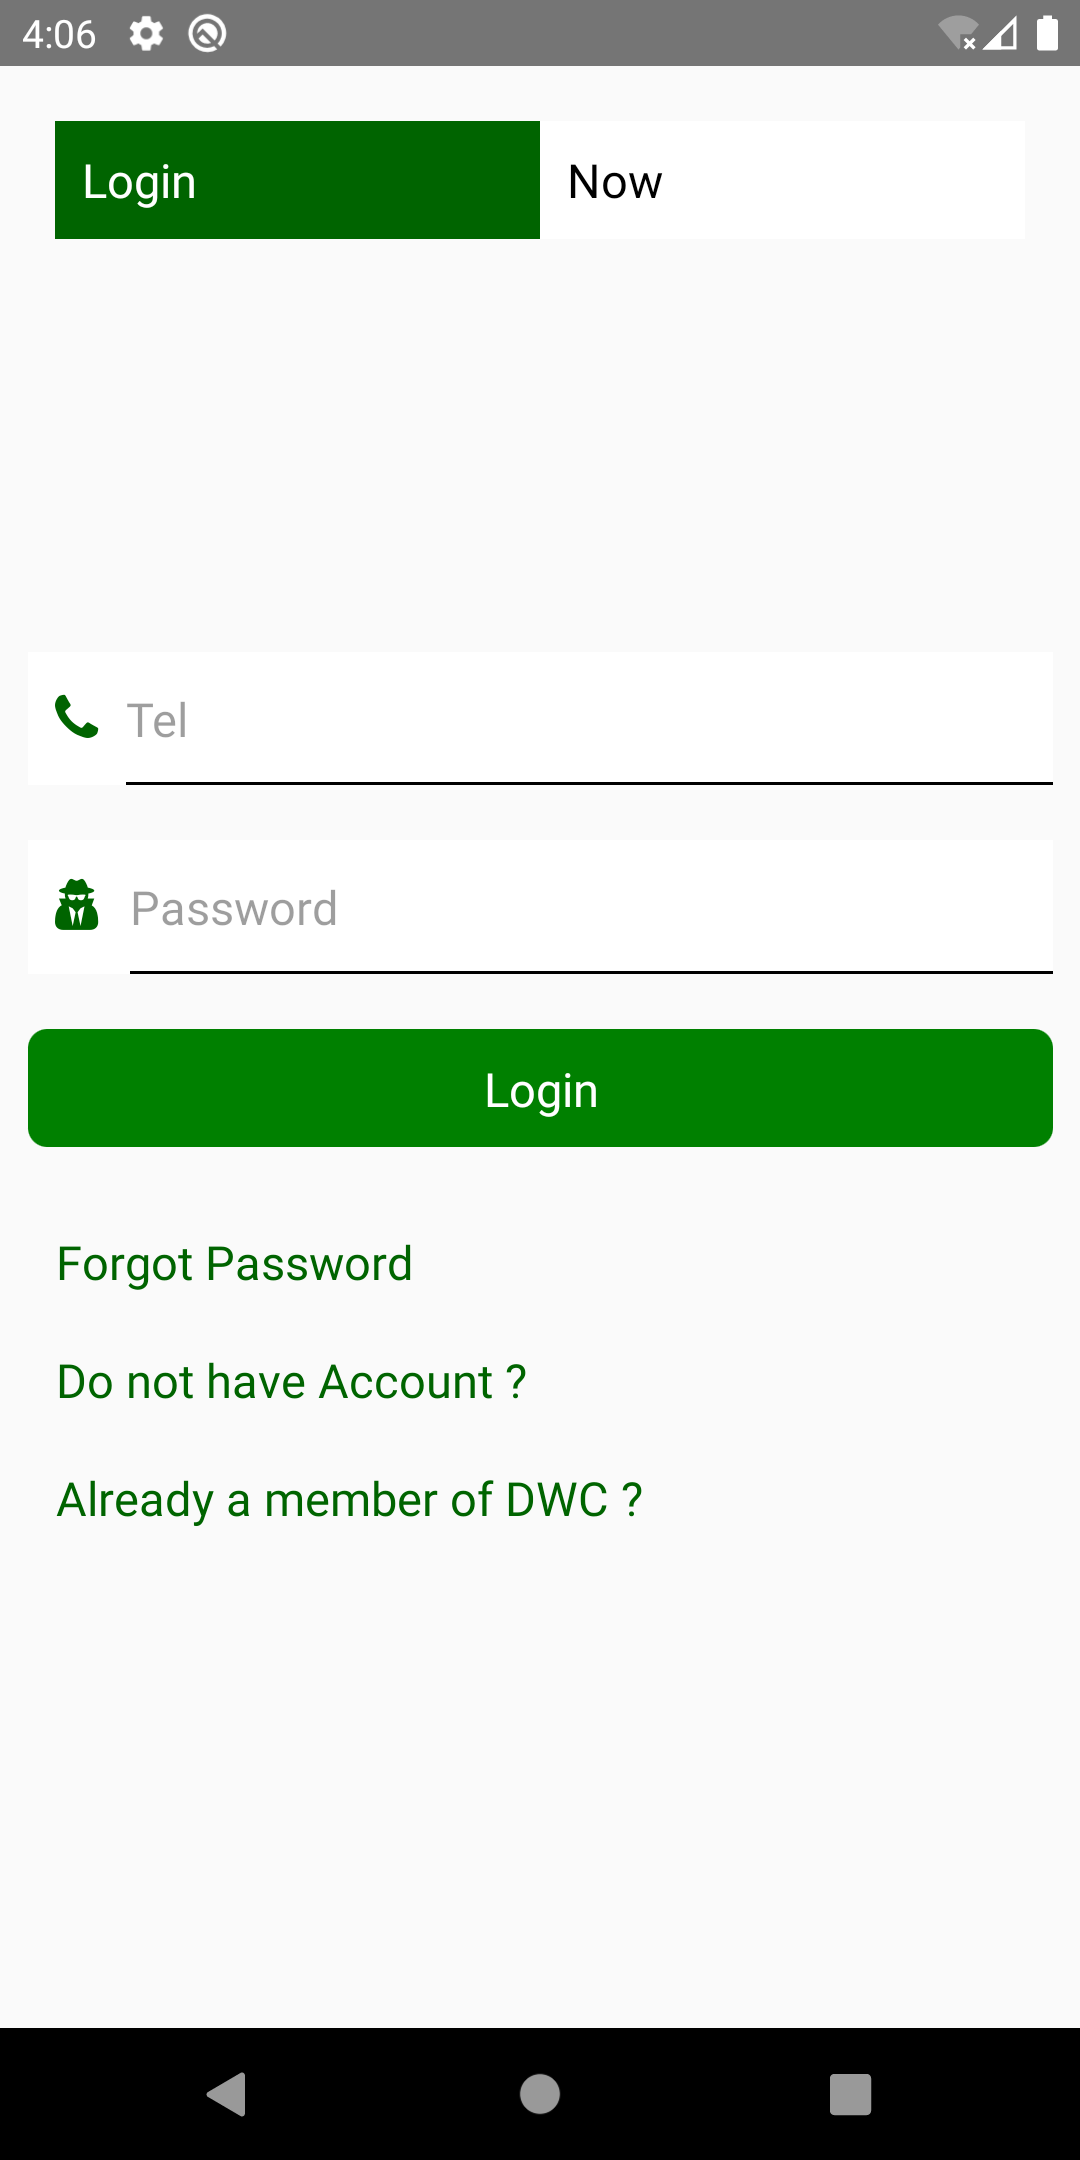 4:06
Login Now
Tel
Password
Login
Forgot Password
Do not have Account ?
Already a member of DWC ?